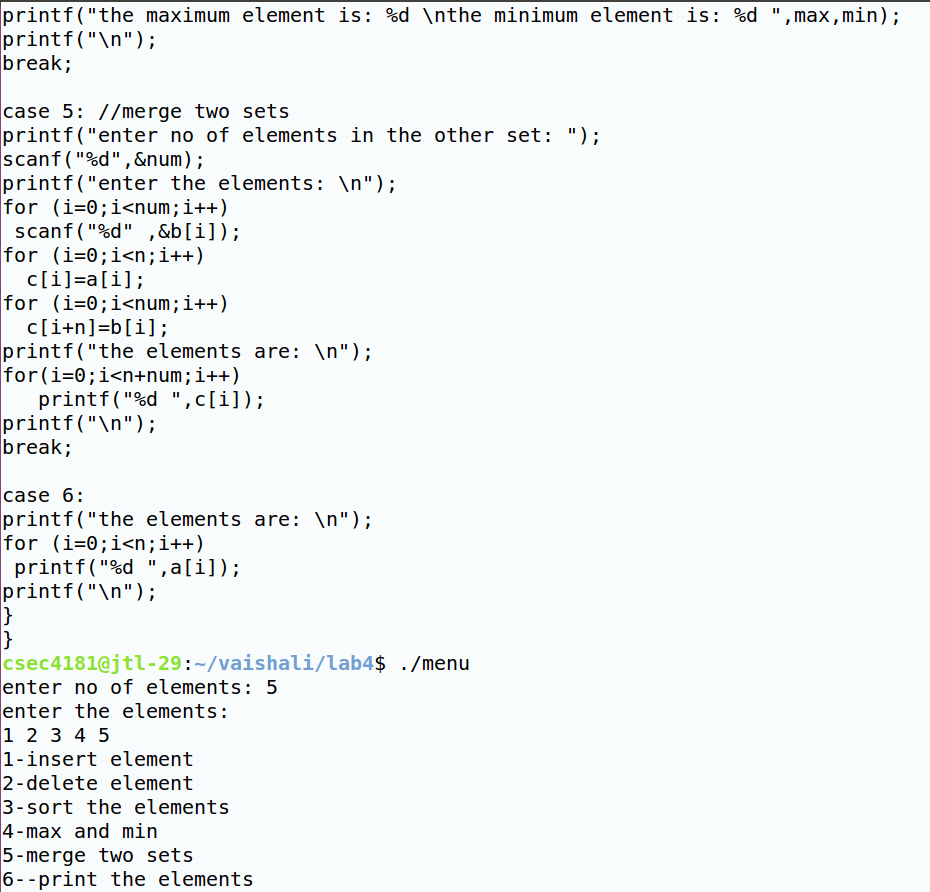 printf("the maximum element is: %d \nthe minimum element is: %d ",max,min);
printf("\n");
break;

case 5: //merge two sets
printf("enter no of elements in the other set: ");
scanf("%d",&num);
printf("enter the elements: \n");
for (i=0;i<num;i++)
 scanf("%d" ,&b[i]);
for (i=0;i<n;i++)
  c[i]=a[i];
for (i=0;i<num;i++)
  c[i+n]=b[i];
printf("the elements are: \n");
for(i=0;i<n+num;i++)
   printf("%d ",c[i]);
printf("\n");
break;

case 6:
printf("the elements are: \n");
for (i=0;i<n;i++)
 printf("%d ",a[i]);
printf("\n");
}
}
csec4181@jtl-29:~/vaishali/lab4$ ./menu
enter no of elements: 5
enter the elements:
1 2 3 4 5
1-insert element
2-delete element
3-sort the elements
4-max and min
5-merge two sets
6--print the elements